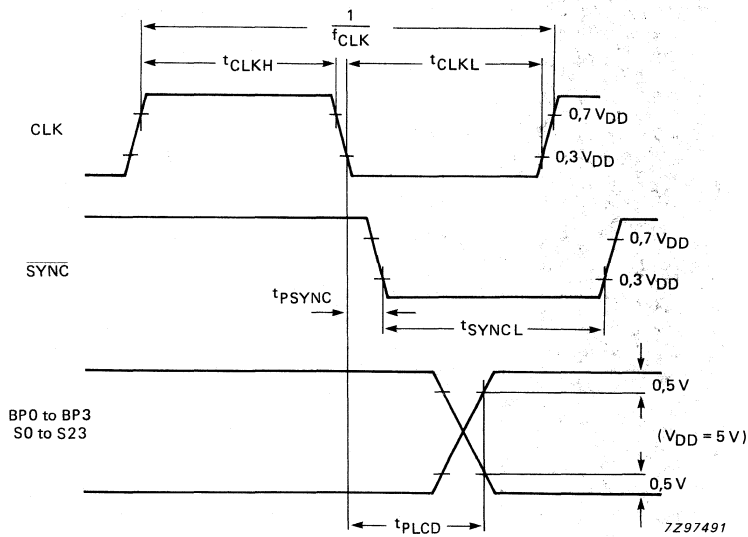 1
fCLK
tCLKH
tCLKL
CLK
0,7 VDD
0,3 VDD
SYNC
0,7 VDD
0,3 VDD
tPSYNC
tSYNCL
BP0 to BP3
S0 to S23
0,5 V
(VDD = 5 V)
0,5 V
tPLCD
7Z97491